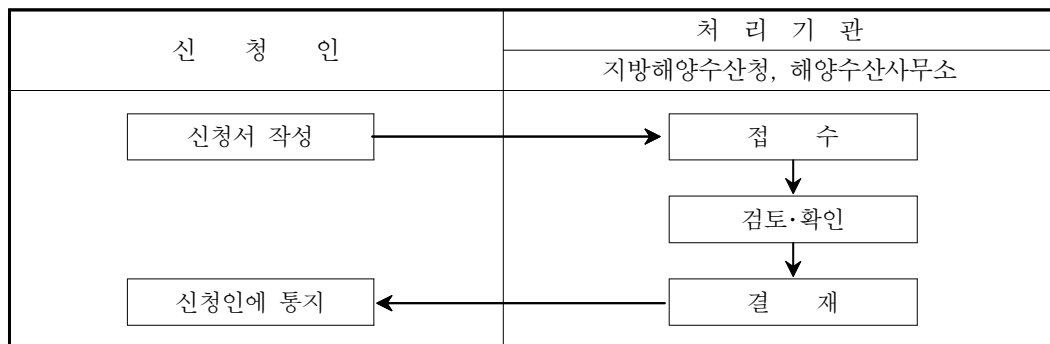 신 청 인
처 리 기 관
지방해양수산청, 해양수산사무소
신청서 작성
접 수
검토·확인
신청인에 통지
결 재